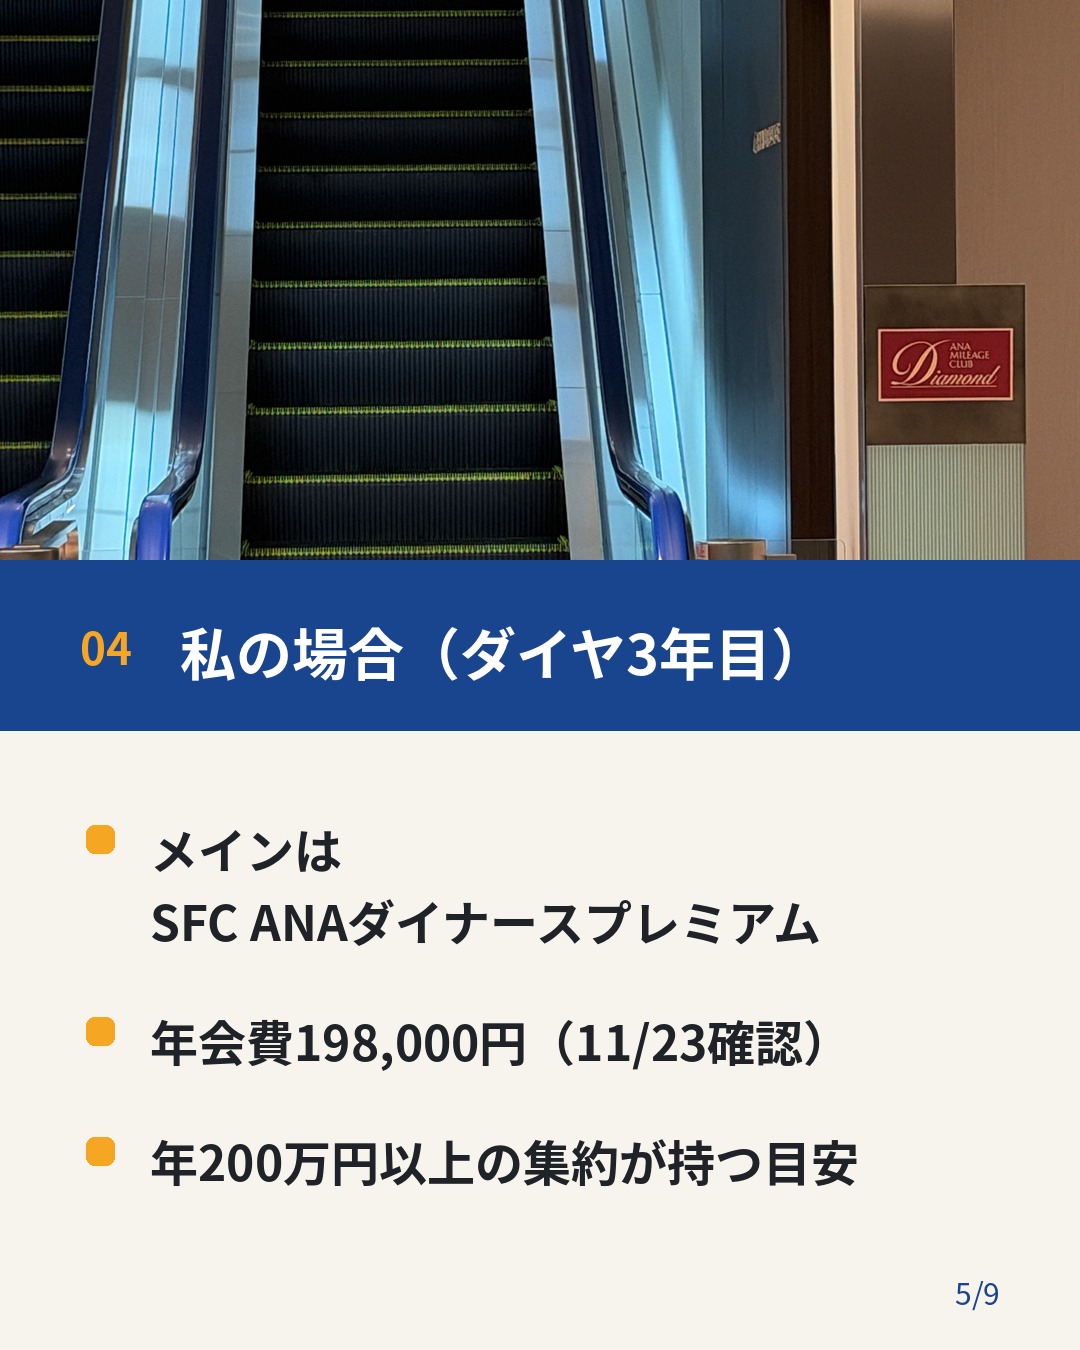 ANA
MILEAGE
CLUB
Diamond
04 私の場合（ダイヤ3年目）
メインは
SFC ANAダイナースプレミアム
年会費198,000円（11/23確認）
年200万円以上の集約が持つ目安
5/9